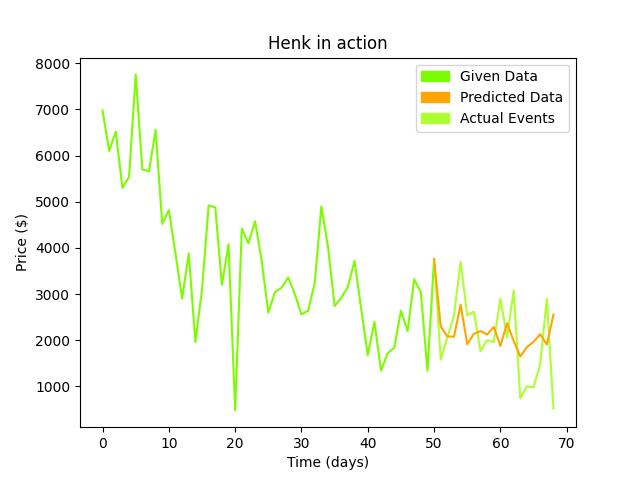 Henk in action
Given Data
Predicted Data
Actual Events
Price ($)
8000
7000
6000
5000
4000
3000
2000
1000
0 10 20 30 40 50 60 70
Time (days)